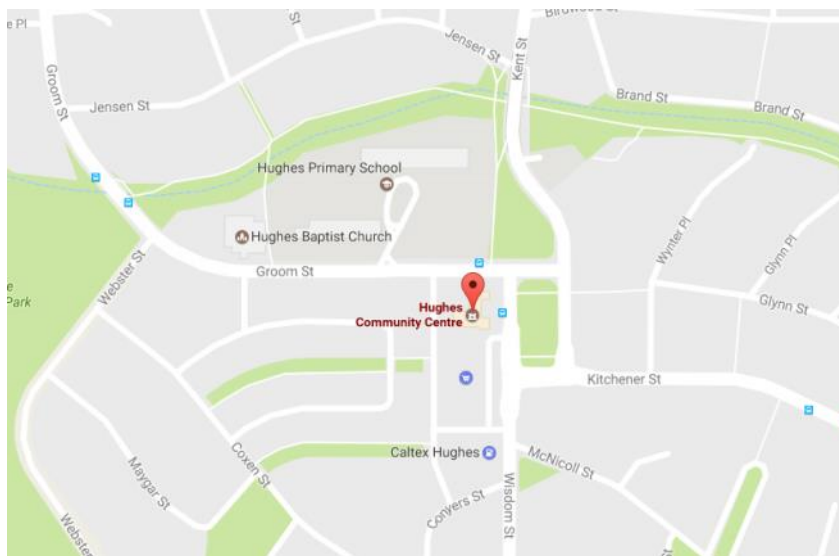 e Pl
St
Birdwood St
Jensen St
Kent St
Groom St
Jensen St
Brand St
Brand St
Hughes Primary School
Hughes Baptist Church
Wynter Pl
Glynn Pl
Webster St
Groom St
e
Park
Hughes
Community Centre
Glynn St
Kitchener St
Coxen St
Maygar St
Caltex Hughes
McNicoll St
Conyers St
Wisdom St
Webster